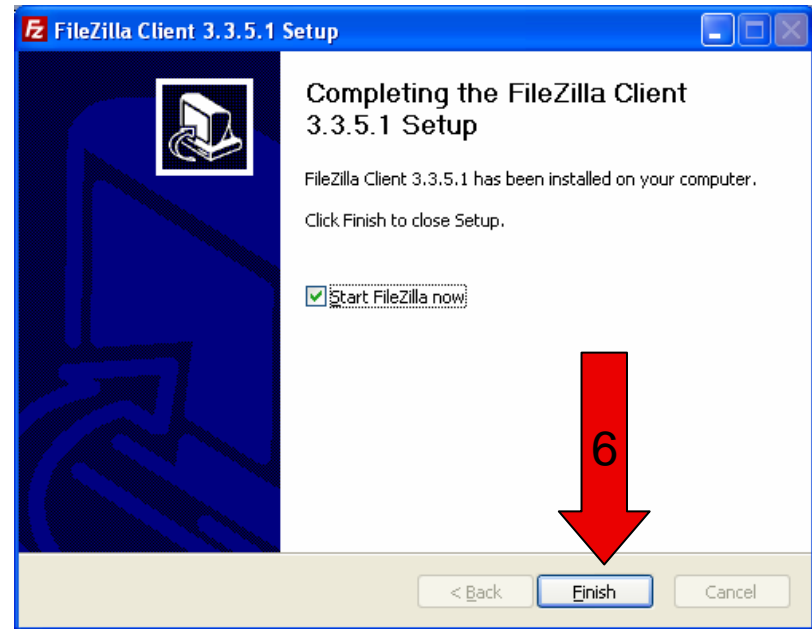 FileZilla Client 3.3.5.1 Setup
Completing the FileZilla Client
3.3.5.1 Setup
FileZilla Client 3.3.5.1 has been installed on your computer.
Click Finish to close Setup.
Start FileZilla now
6
< Back Finish Cancel